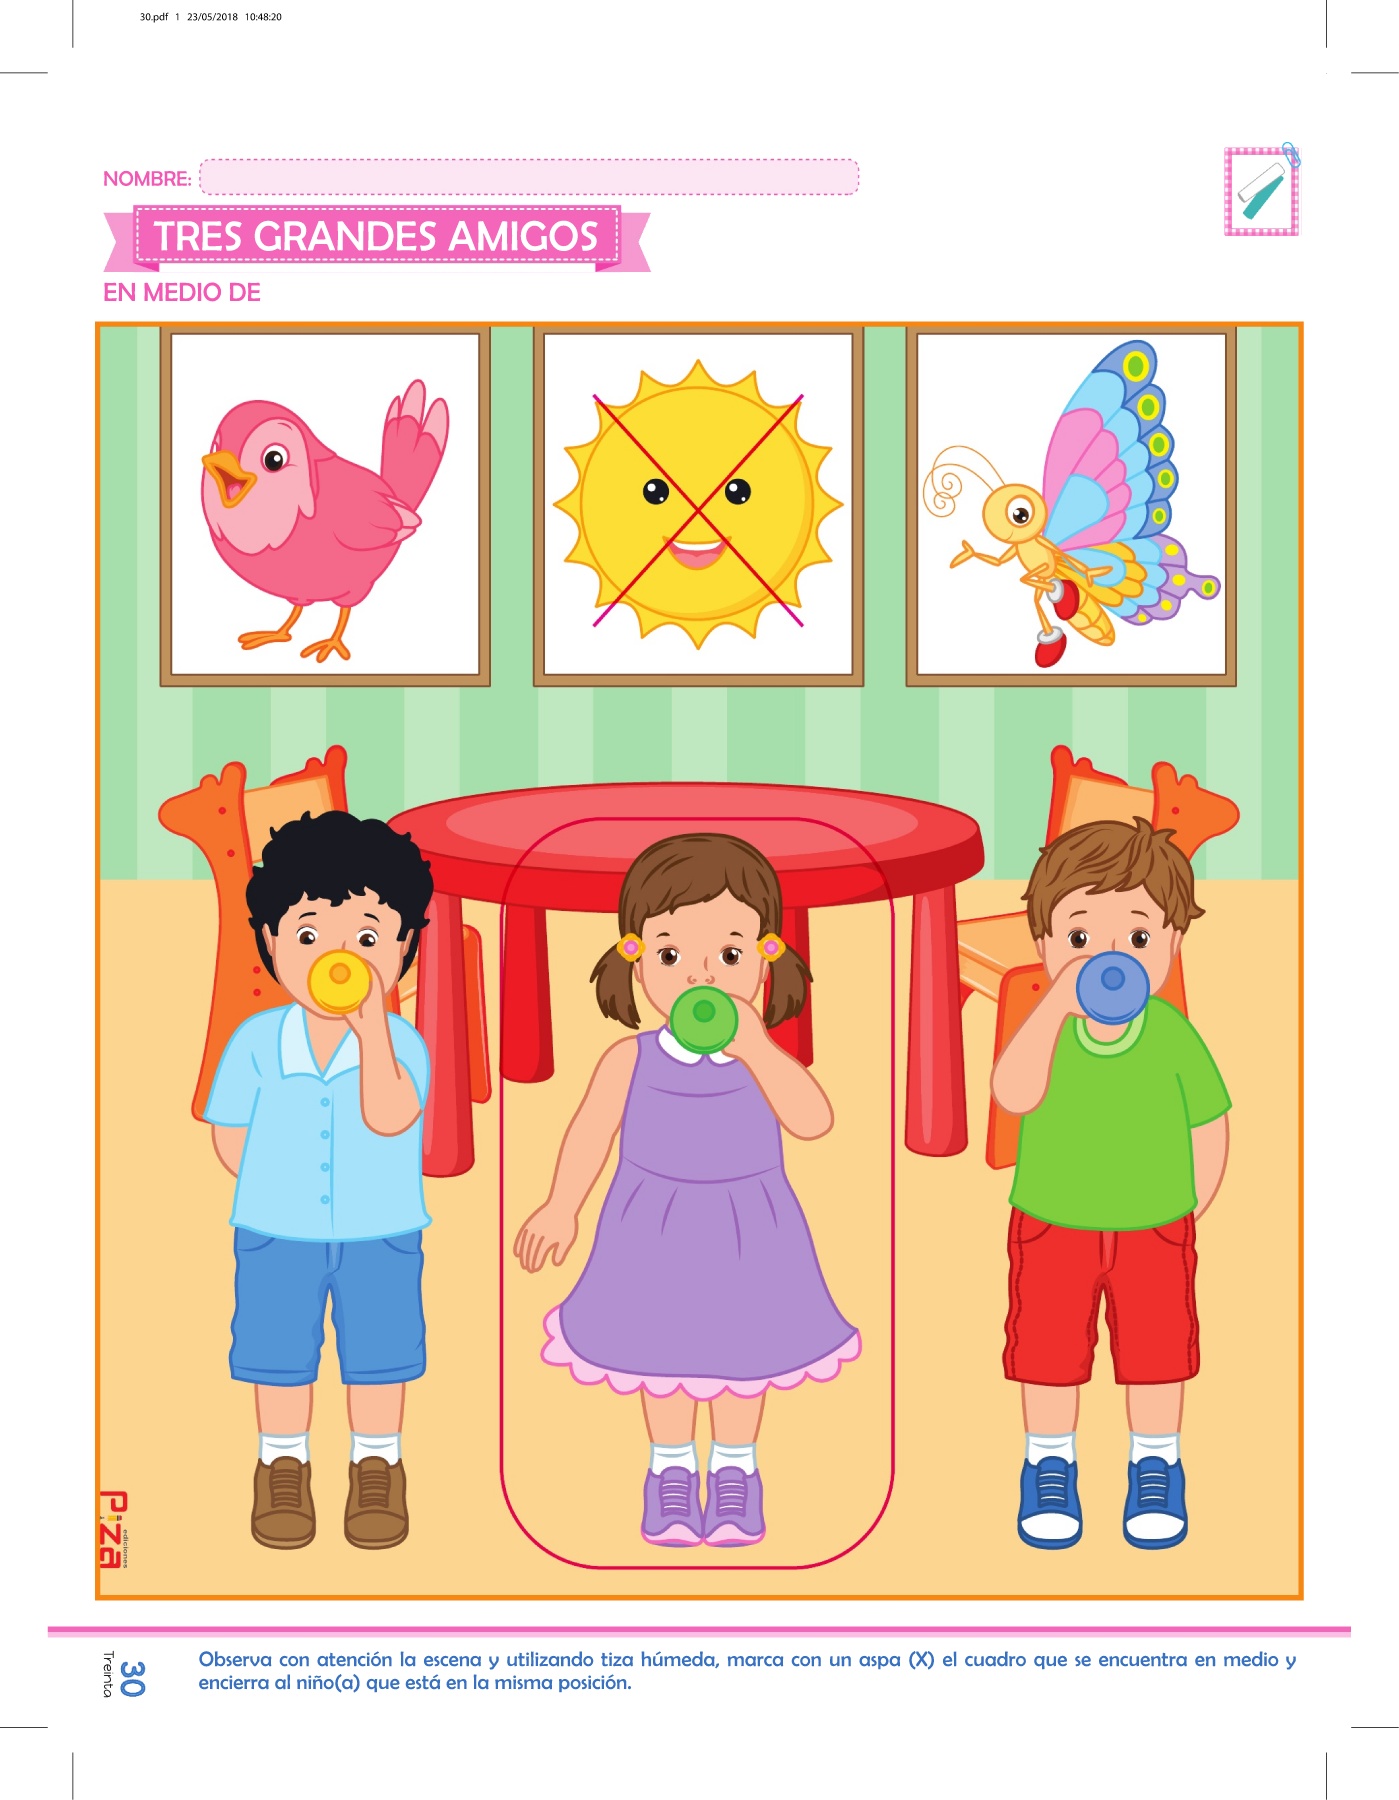 30.pdf 1 23/05/2018 10:48:20
NOMBRE:
TRES GRANDES AMIGOS
EN MEDIO DE
Piza
ediciones
30
Treinta
Observa con atención la escena y utilizando tiza húmeda, marca con un aspa (X) el cuadro que se encuentra en medio y
encierra al niño(a) que está en la misma posición.